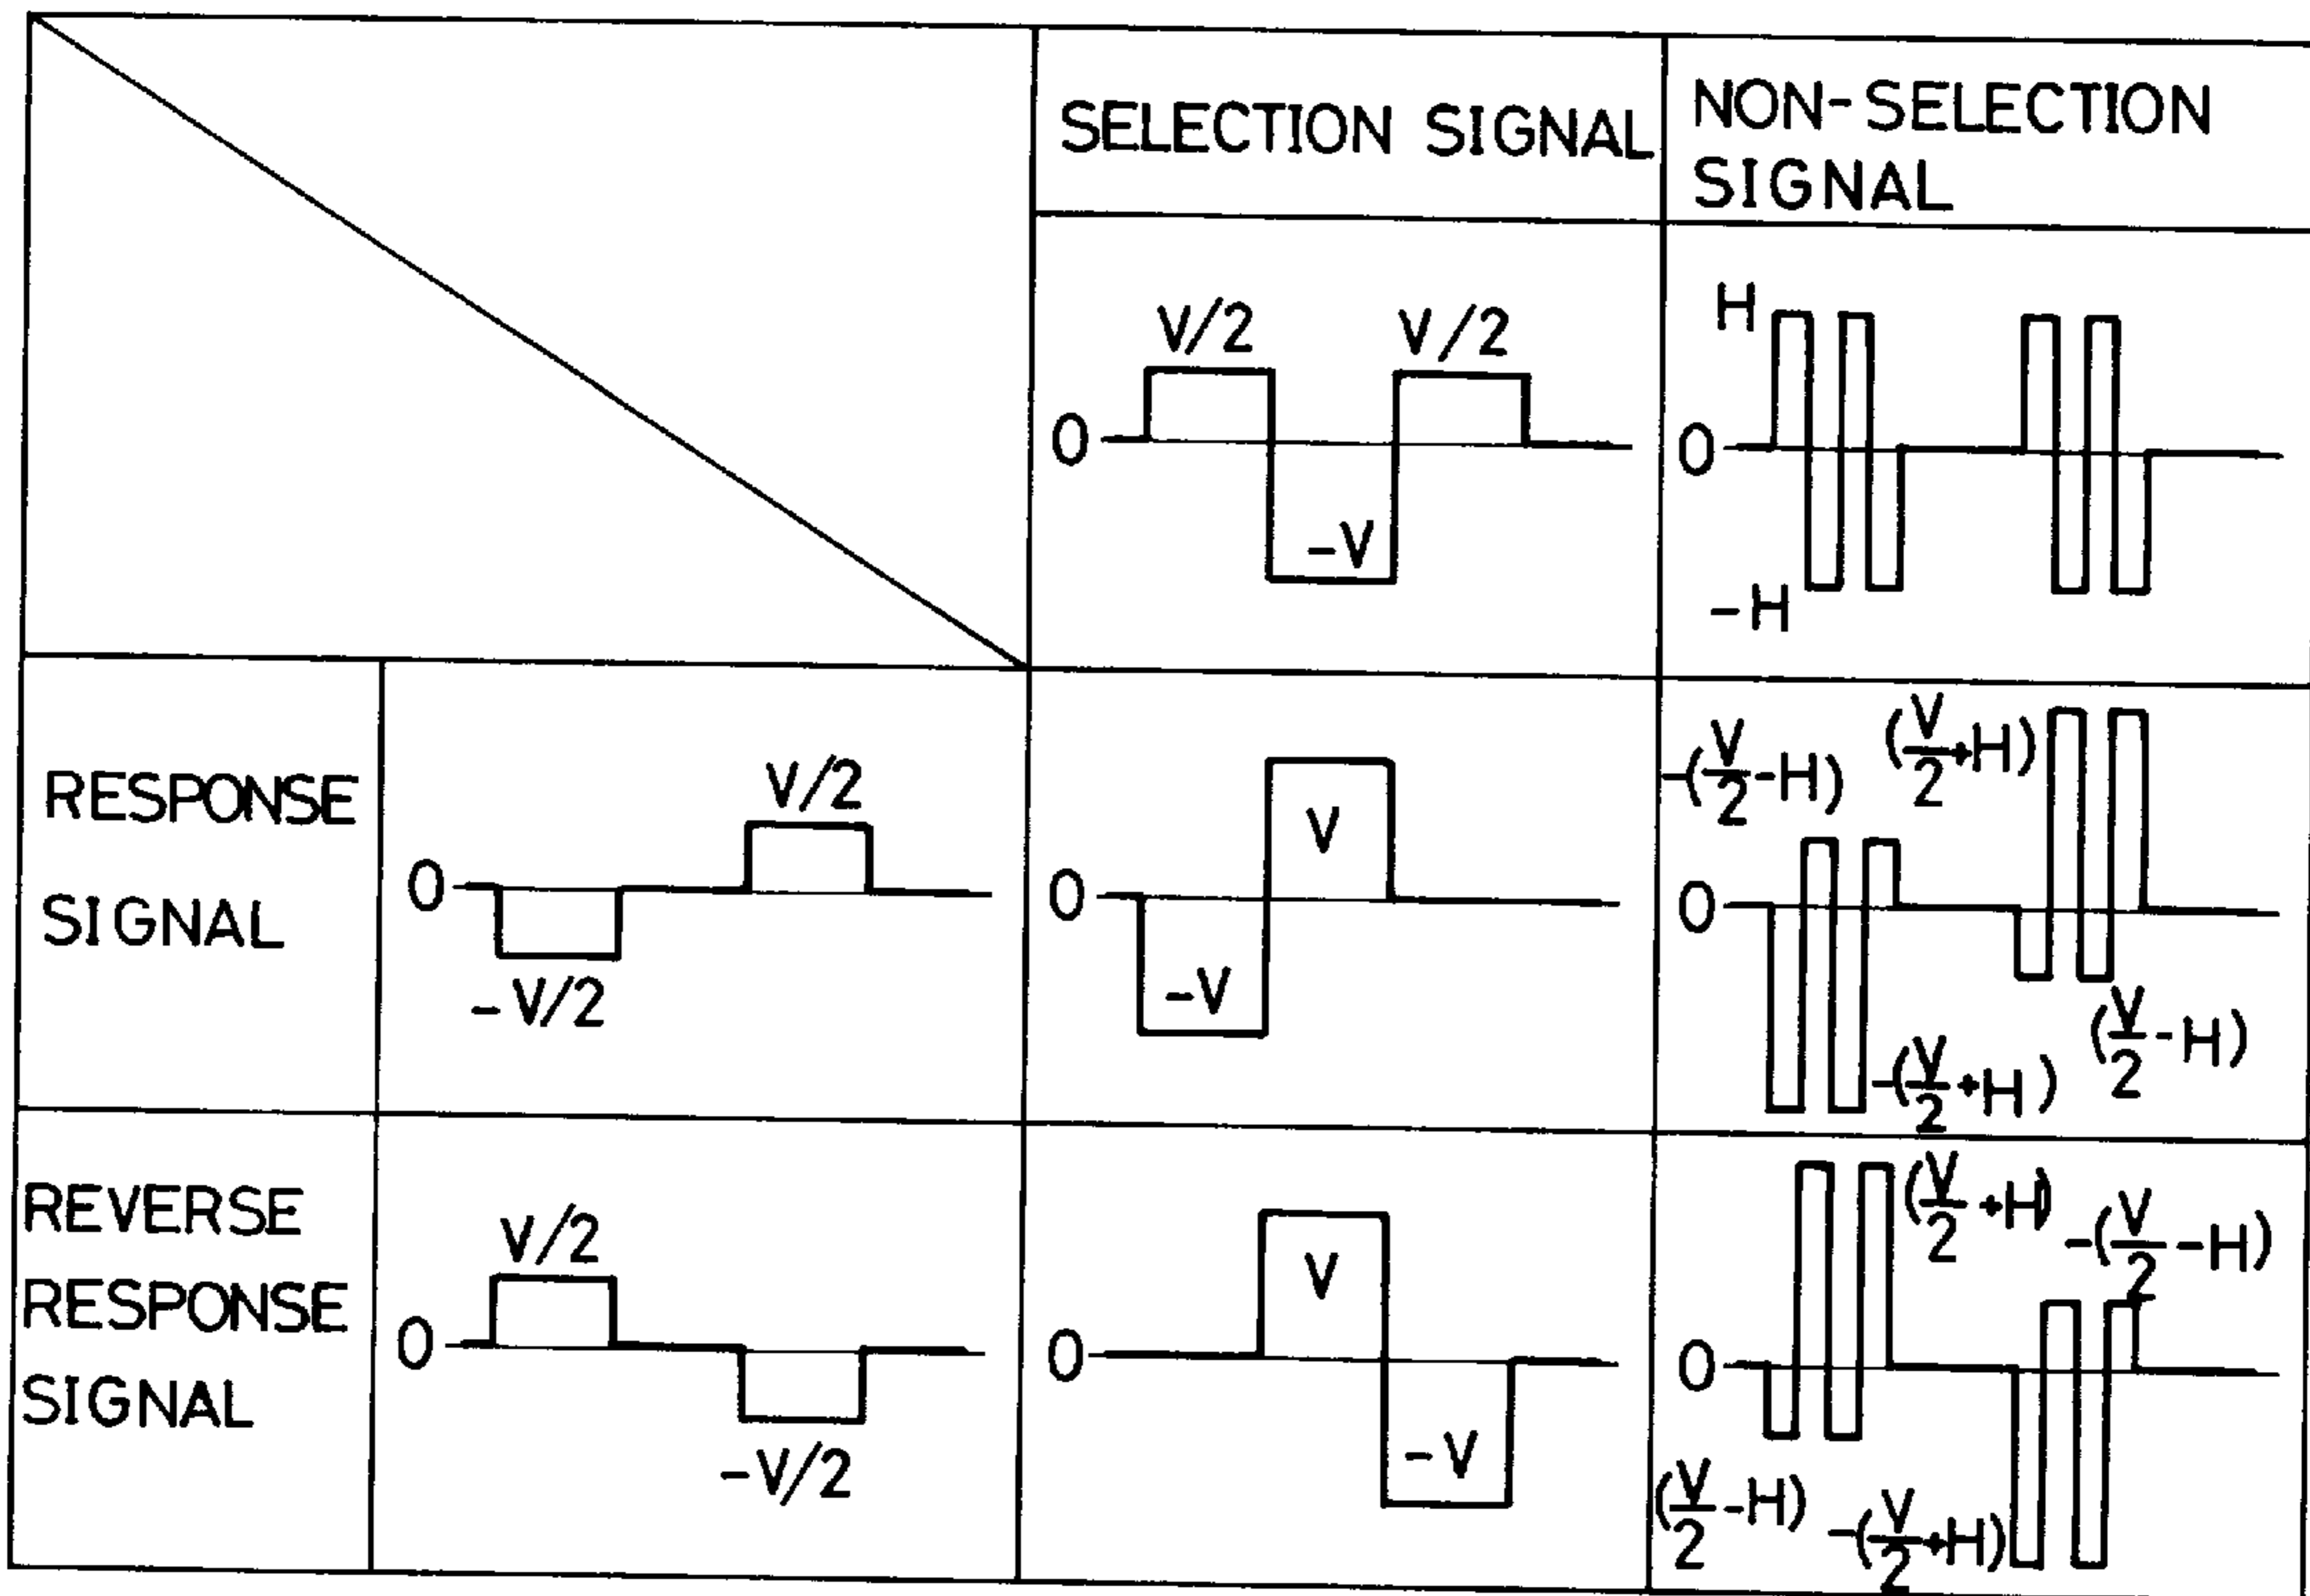 SELECTION SIGNAL
NON-SELECTION
SIGNAL
V/2
V/2
0
-V
H
0
-H
RESPONSE
SIGNAL
0
V/2
-V/2
0
V
-V
-(V/2-H)
(V/2+H)
0
-(V/2+H)
(V/2-H)
REVERSE
RESPONSE
SIGNAL
V/2
0
-V/2
0
V
-V
(V/2+H)
-(V/2-H)
0
(V/2-H)
-(V/2+H)